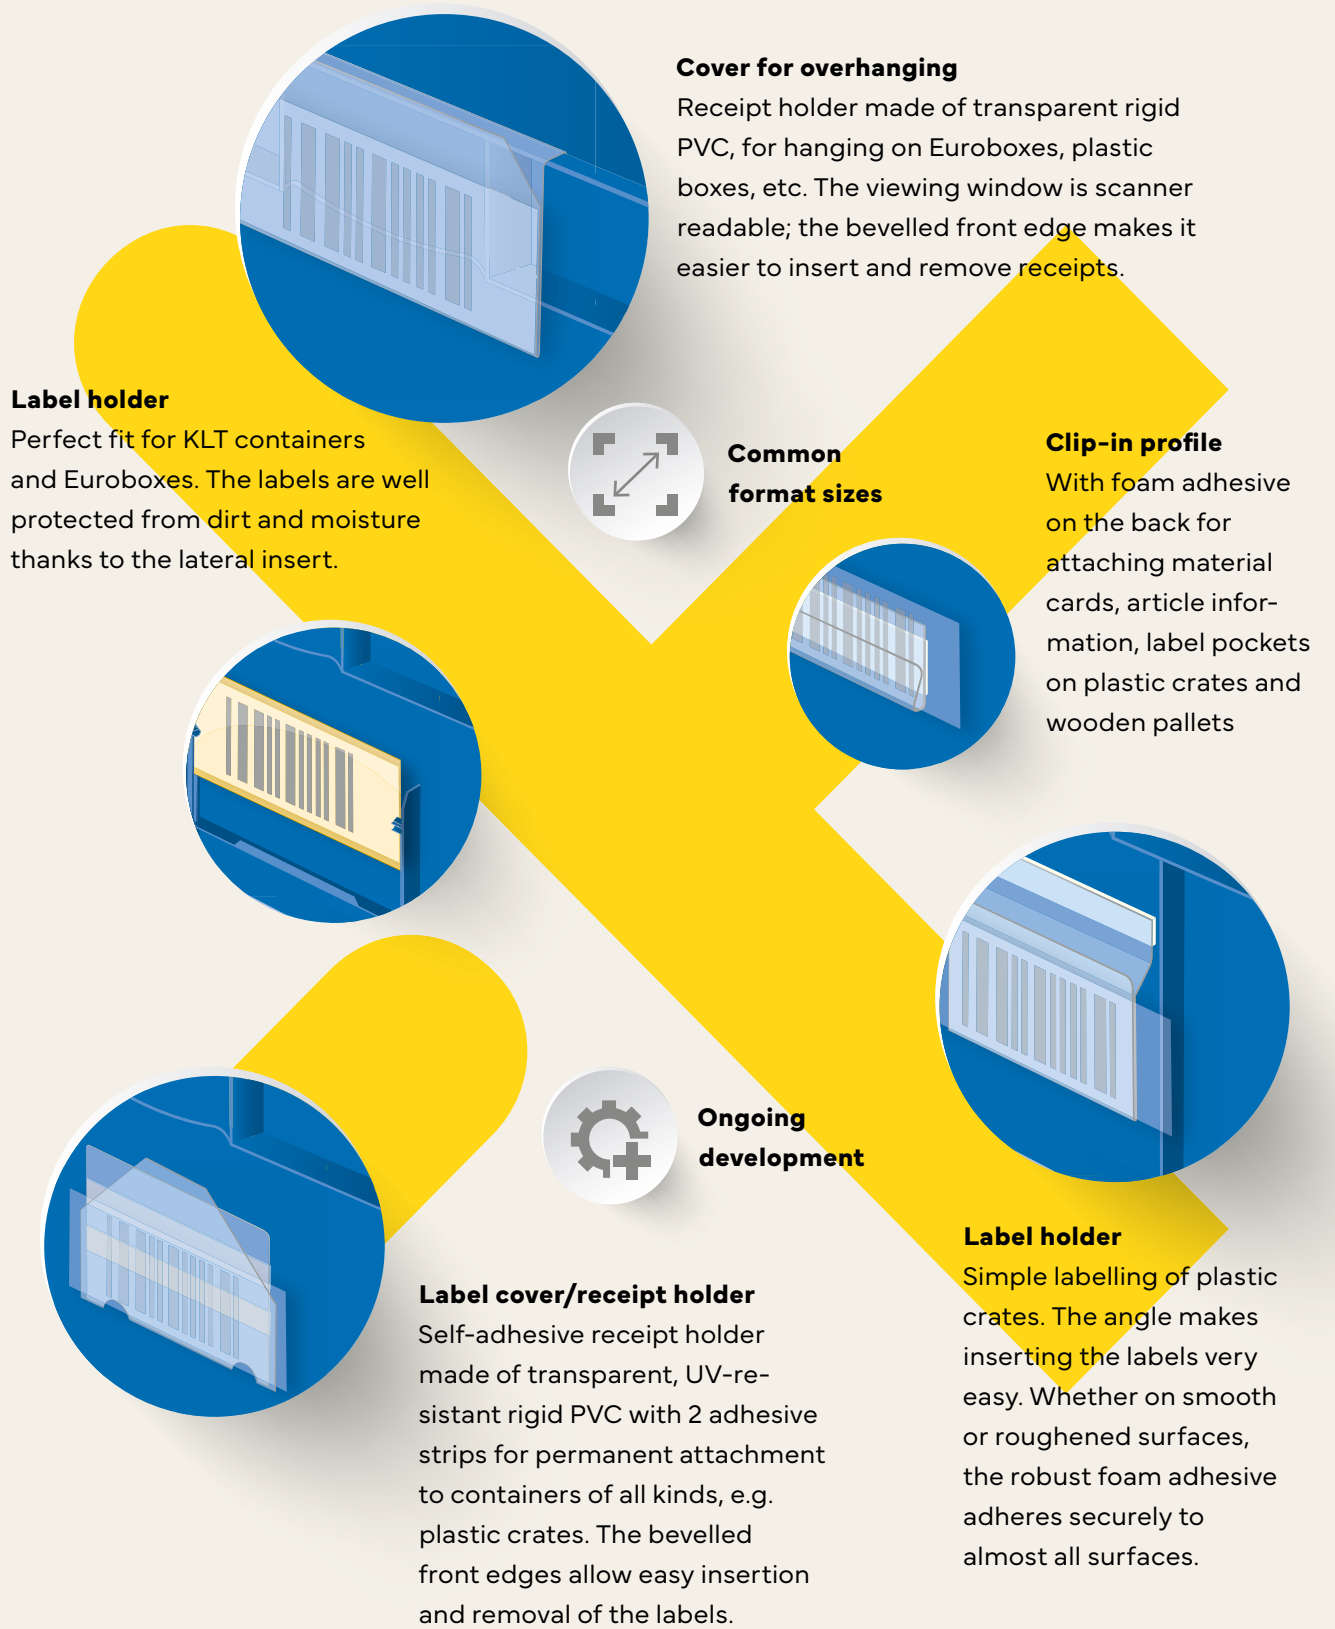 Cover for overhanging
Receipt holder made of transparent rigid
PVC, for hanging on Euroboxes, plastic
boxes, etc. The viewing window is scanner
readable; the bevelled front edge makes it
easier to insert and remove receipts.
Label holder
Perfect fit for KLT containers
and Euroboxes. The labels are well
protected from dirt and moisture
thanks to the lateral insert.
Common
format sizes
Clip-in profile
With foam adhesive
on the back for
attaching material
cards, article infor-
mation, label pockets
on plastic crates and
wooden pallets
Ongoing
development
Label cover/receipt holder
Self-adhesive receipt holder
made of transparent, UV-re-
sistant rigid PVC with 2 adhesive
strips for permanent attachment
to containers of all kinds, e.g.
plastic crates. The bevelled
front edges allow easy insertion
and removal of the labels.
Label holder
Simple labelling of plastic
crates. The angle makes
inserting the labels very
easy. Whether on smooth
or roughened surfaces,
the robust foam adhesive
adheres securely to
almost all surfaces.